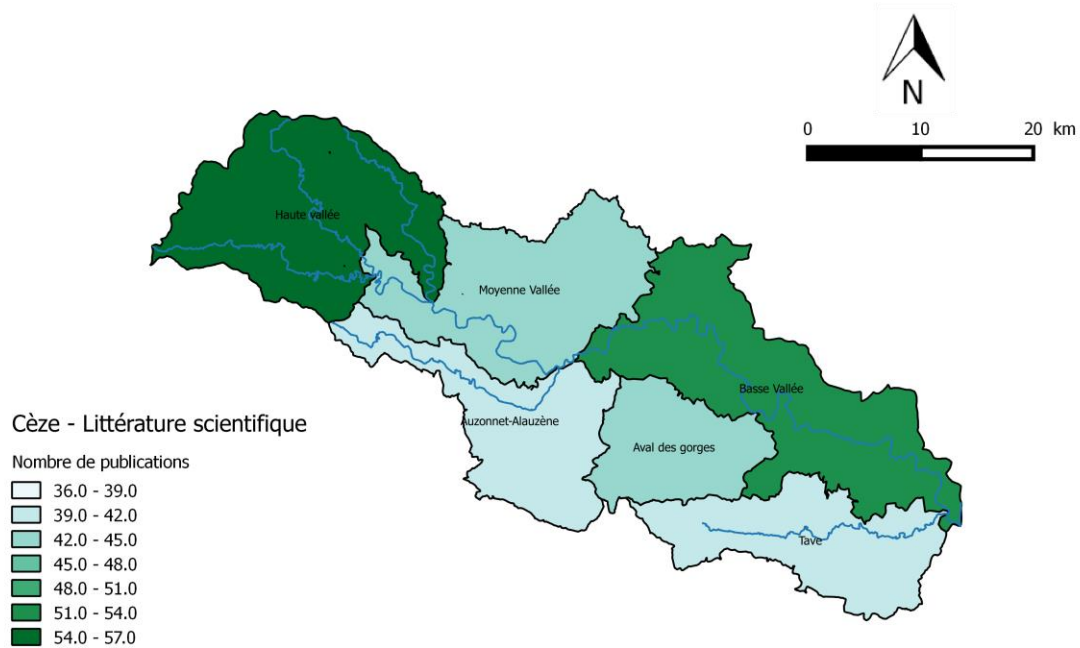 N
0 10 20 km
Haute vallée
Moyenne Vallée
Basse Vallée
Auzonnet-Alauzène
Aval des gorges
Tave
Cèze - Littérature scientifique
Nombre de publications
36.0 - 39.0
39.0 - 42.0
42.0 - 45.0
45.0 - 48.0
48.0 - 51.0
51.0 - 54.0
54.0 - 57.0